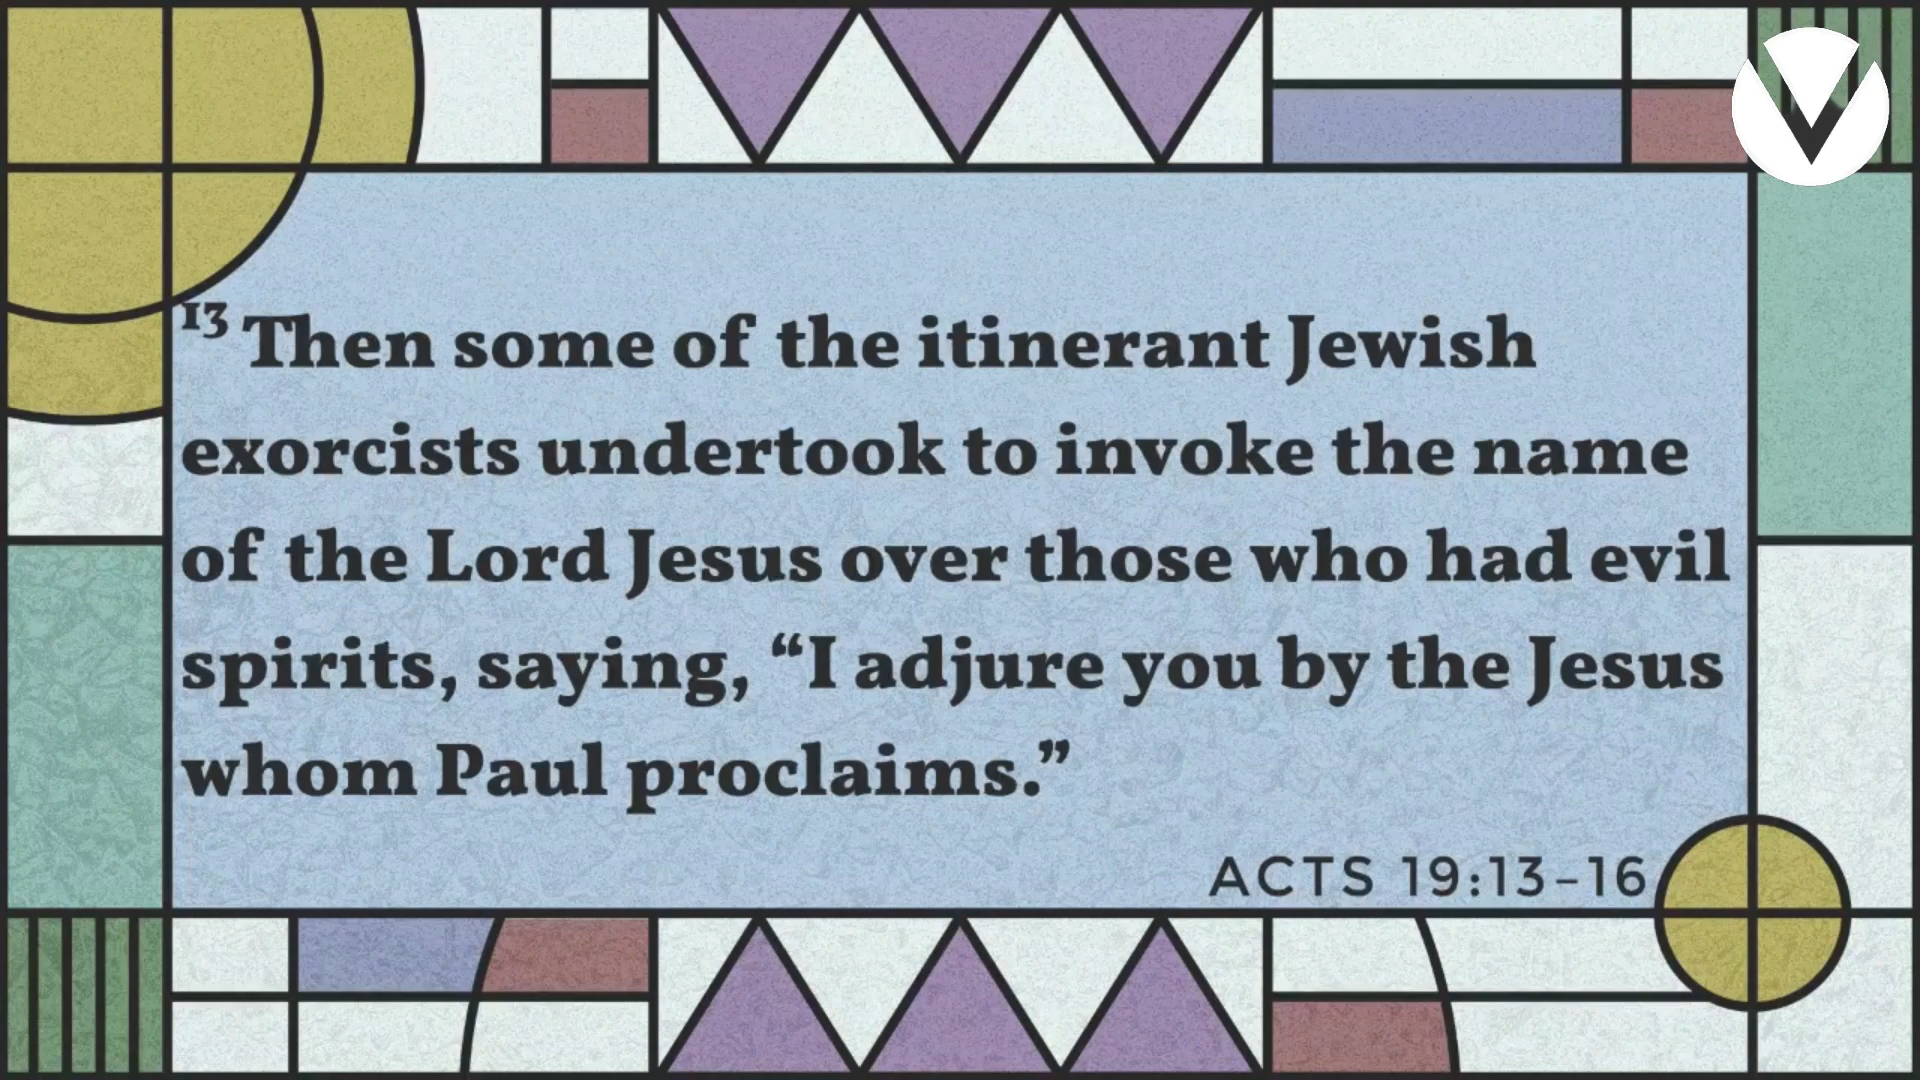 ¹³ Then some of the itinerant Jewish
exorcists undertook to invoke the name
of the Lord Jesus over those who had evil
spirits, saying, “I adjure you by the Jesus
whom Paul proclaims.”
ACTS 19:13–16